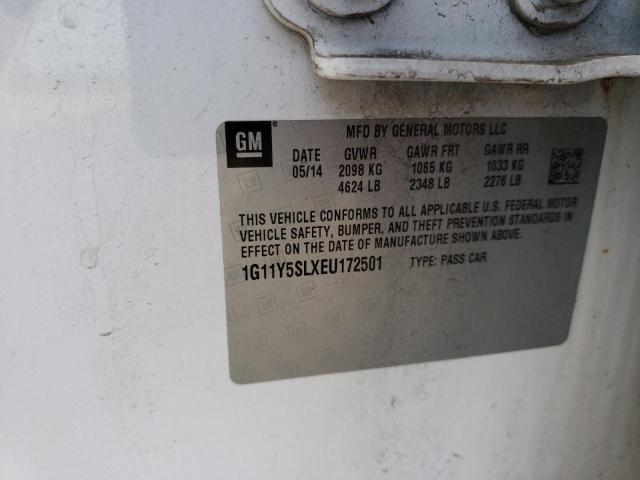 GM
MFD BY GENERAL MOTORS LLC
DATE GVWR GAWR FRT GAWR RR
05/14 2098 KG 1065 KG 1033 KG
4624 LB 2348 LB 2276 LB
THIS VEHICLE CONFORMS TO ALL APPLICABLE U.S. FEDERAL MOTOR
VEHICLE SAFETY, BUMPER, AND THEFT PREVENTION STANDARDS IN
EFFECT ON THE DATE OF MANUFACTURE SHOWN ABOVE.
1G11Y5SLXEU172501 TYPE: PASS CAR